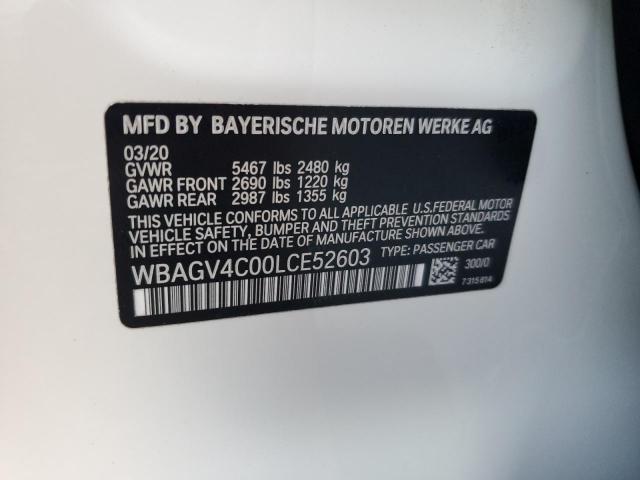 MFD BY BAYERISCHE MOTOREN WERKE AG
03/20
GVWR 5467 lbs 2480 kg
GAWR FRONT 2690 lbs 1220 kg
GAWR REAR 2987 lbs 1355 kg
THIS VEHICLE CONFORMS TO ALL APPLICABLE U.S.FEDERAL MOTOR
VEHICLE SAFETY, BUMPER, AND THEFT PREVENTION STANDARDS
IN EFFECT ON THE DATE OF MANUFACTURE SHOWN ABOVE.
WBAGV4C00LCE52603 TYPE: PASSENGER CAR
300/0
7315814